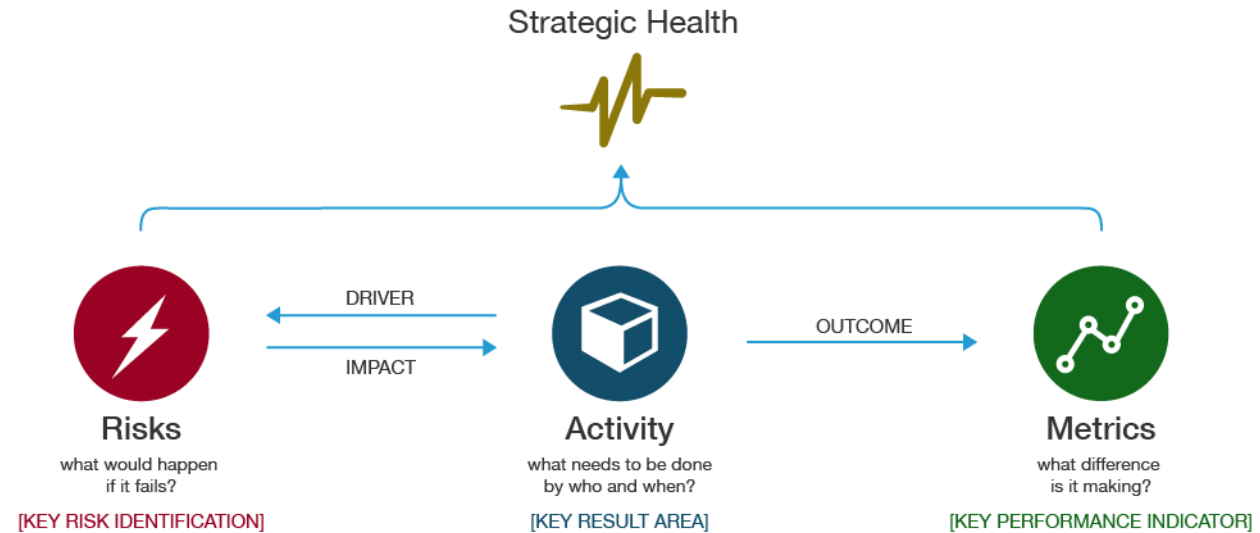 Strategic Health
DRIVER
IMPACT
OUTCOME
Risks
what would happen
if it fails?
[KEY RISK IDENTIFICATION]
Activity
what needs to be done
by who and when?
[KEY RESULT AREA]
Metrics
what difference
is it making?
[KEY PERFORMANCE INDICATOR]